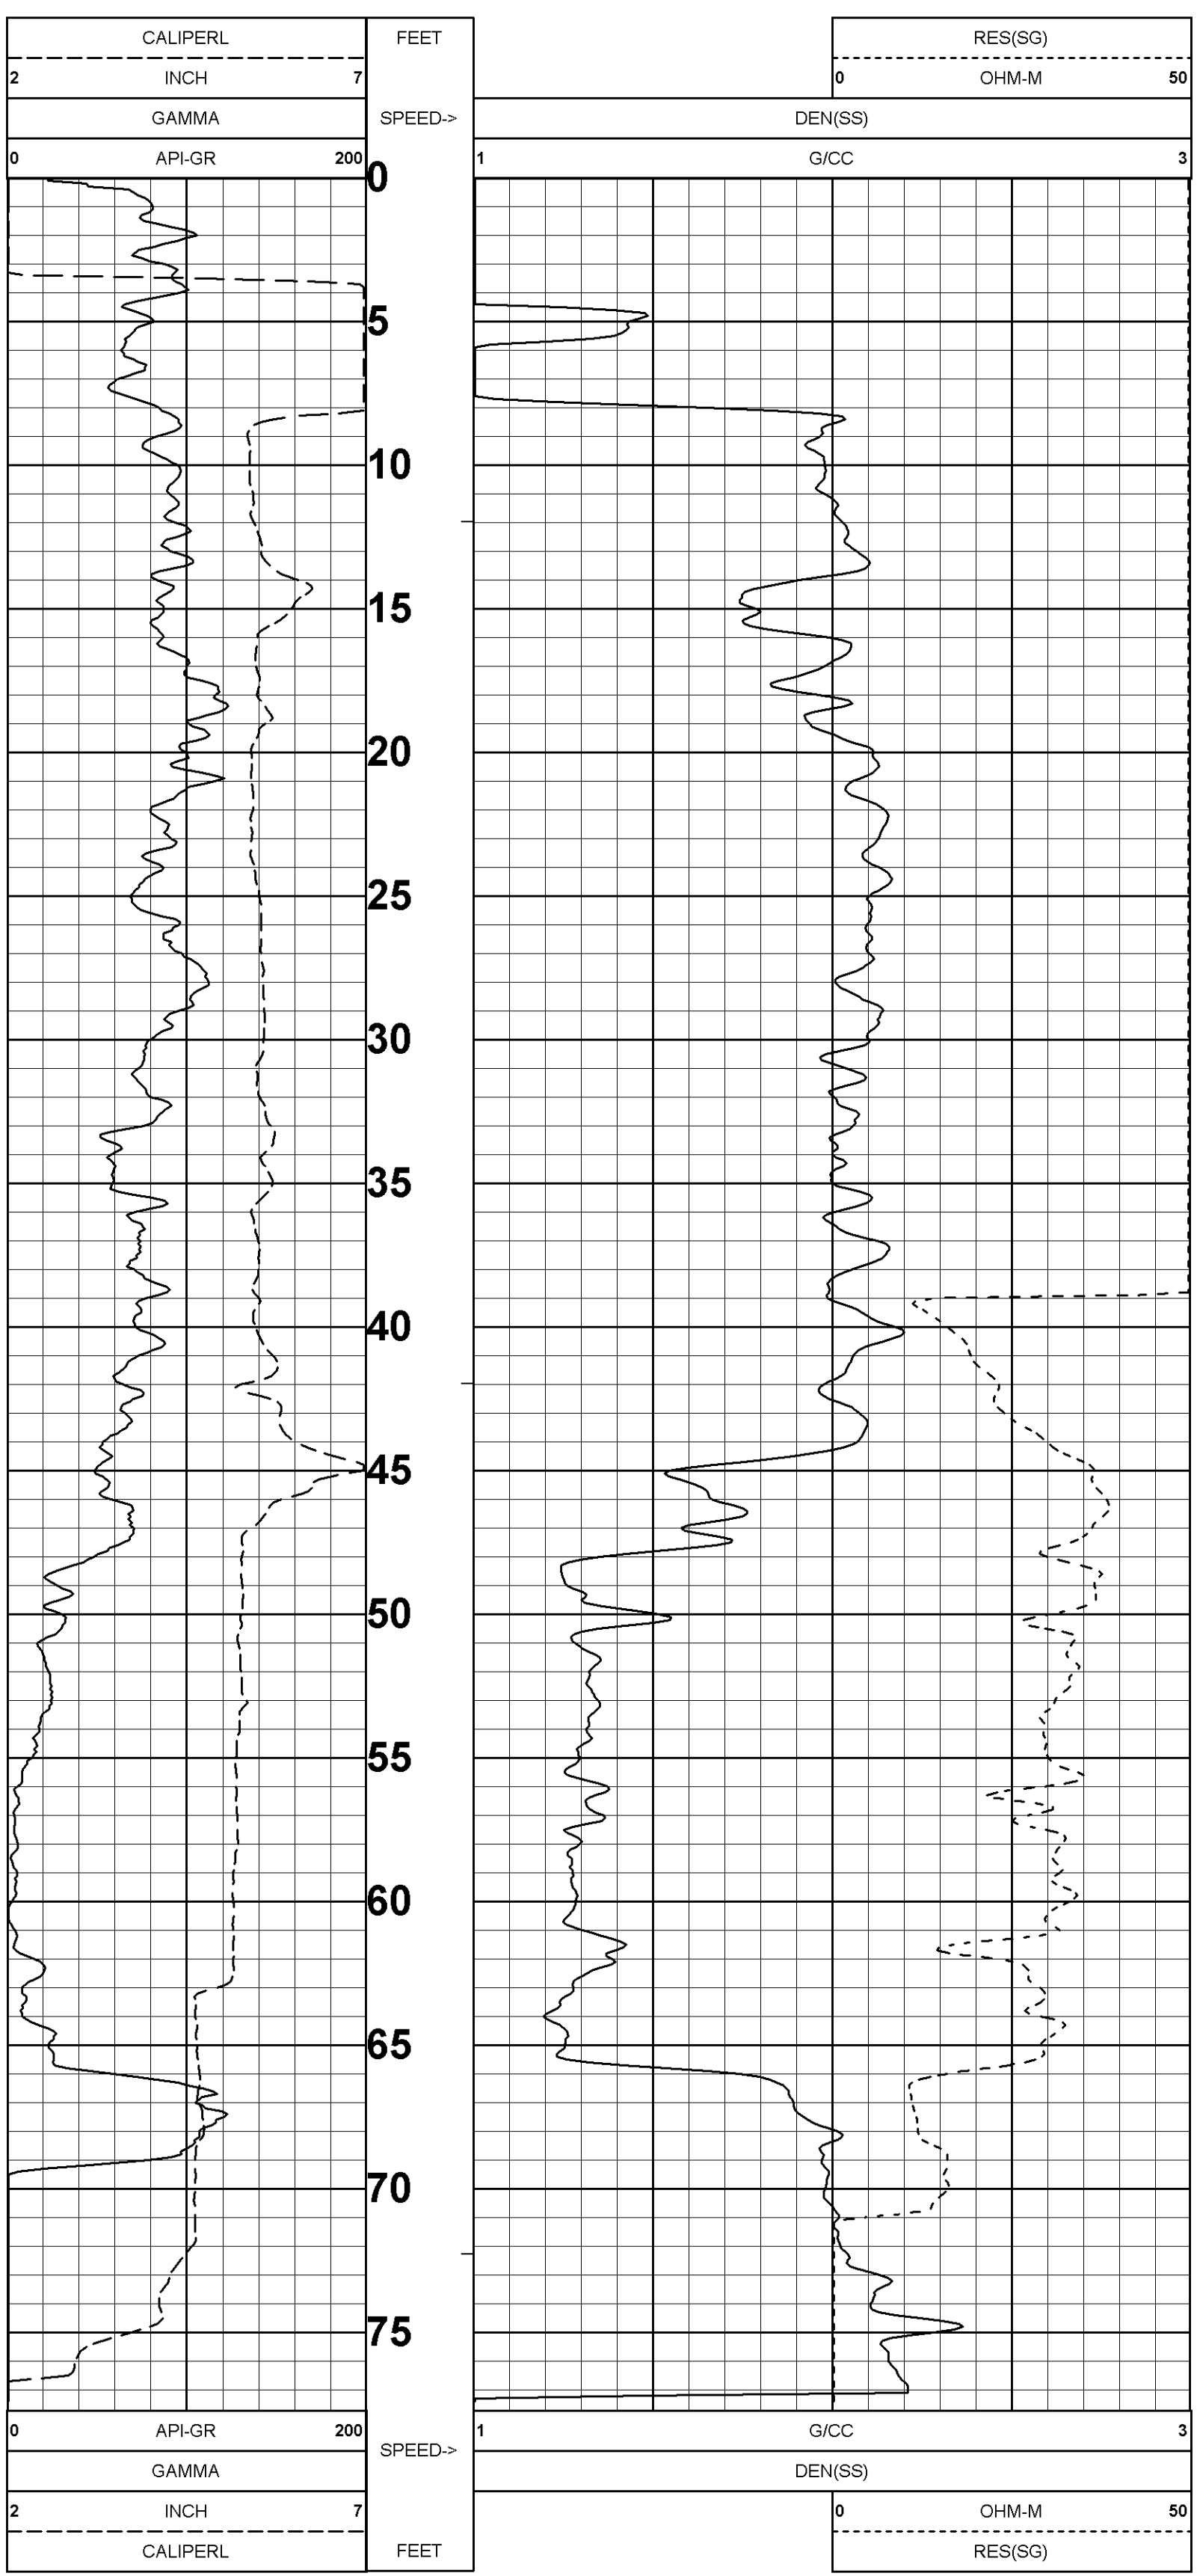 CALIPERL FEET RES(SG)
2 INCH 7 0 OHM-M 50
GAMMA SPEED-> DEN(SS)
0 API-GR 200 1 G/CC 3
0
5
10
15
20
25
30
35
40
45
50
55
60
65
70
75
0 API-GR 200 1 G/CC 3
SPEED->
GAMMA DEN(SS)
2 INCH 7 0 OHM-M 50
CALIPERL FEET RES(SG)